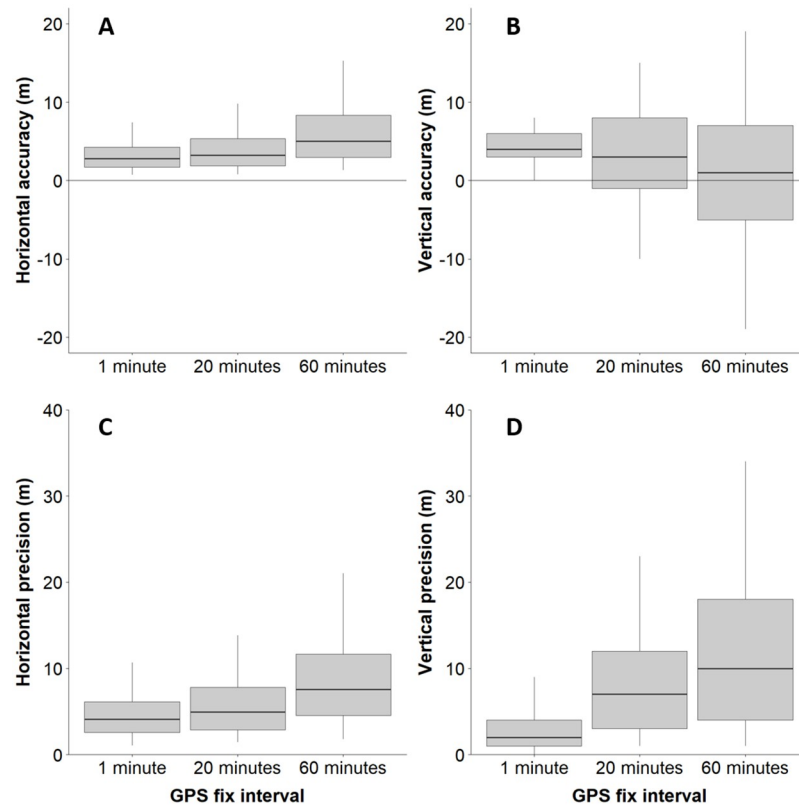 A
Horizontal accuracy (m)
20
10
0
-10
-20
1 minute 20 minutes 60 minutes
B
Vertical accuracy (m)
20
10
0
-10
-20
1 minute 20 minutes 60 minutes
C
Horizontal precision (m)
40
30
20
10
0
1 minute 20 minutes 60 minutes
GPS fix interval
D
Vertical precision (m)
40
30
20
10
0
1 minute 20 minutes 60 minutes
GPS fix interval